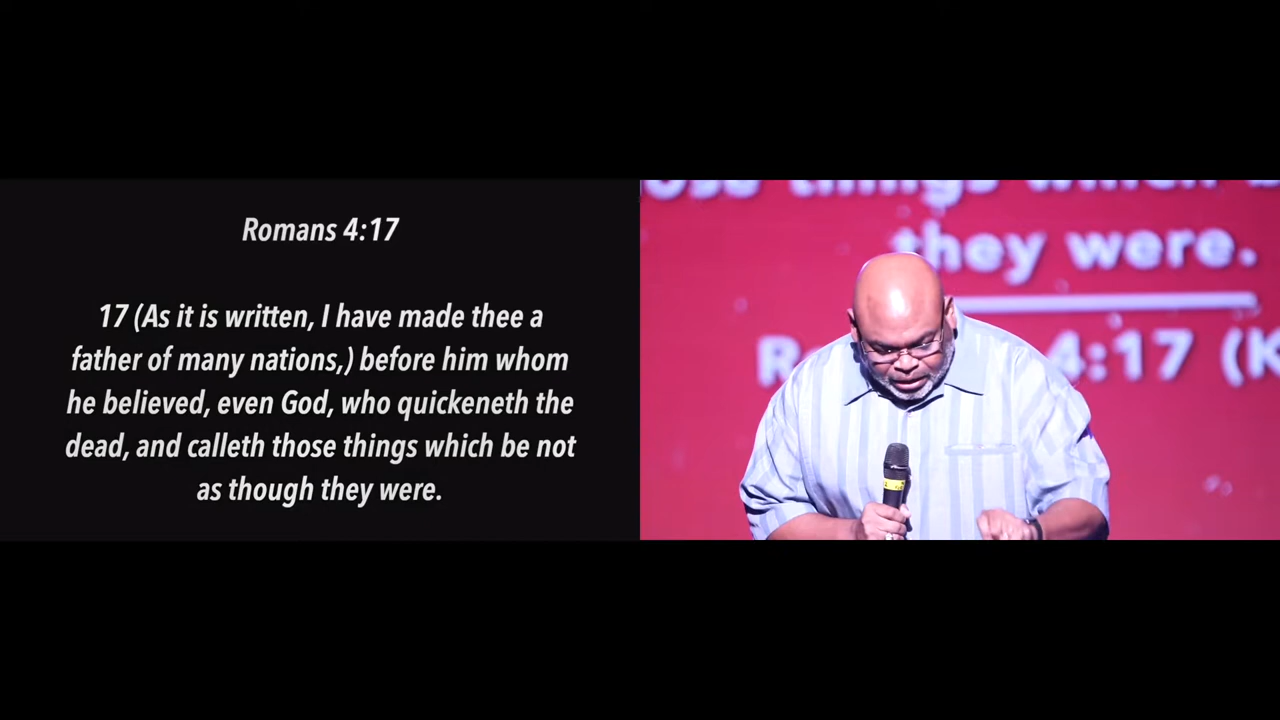 Romans 4:17
17 (As it is written, I have made thee a
father of many nations,) before him whom
he believed, even God, who quickeneth the
dead, and calleth those things which be not
as though they were.
things which
they were.
4:17 (K